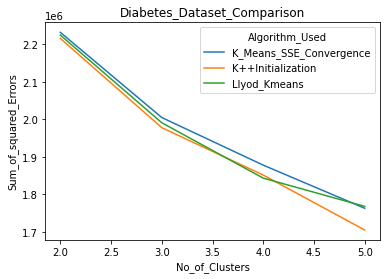 Diabetes_Dataset_Comparison
1e6
Algorithm_Used
K_Means_SSE_Convergence
K++Initialization
Llyod_Kmeans
Sum_of_squared_Errors
2.2
2.1
2.0
1.9
1.8
1.7
2.0 2.5 3.0 3.5 4.0 4.5 5.0
No_of_Clusters